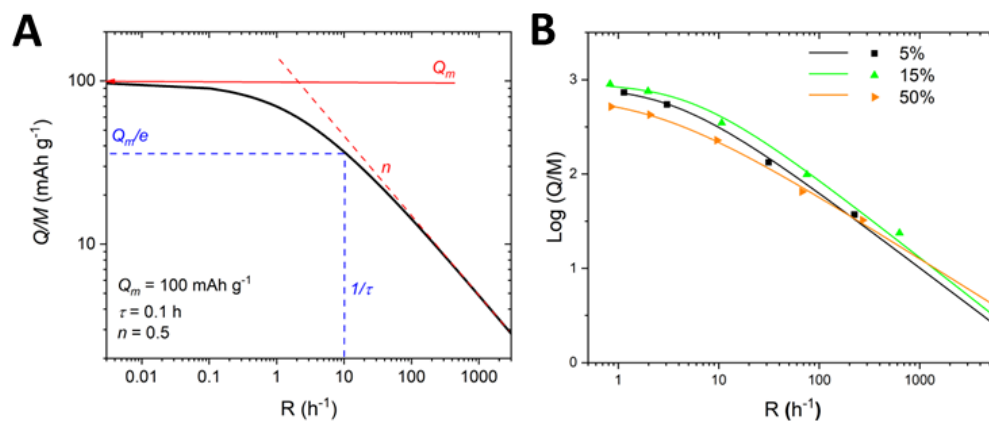 A
Q/M (mAh g⁻¹)
100
10
Qₘ
Qₘ/e
n
1/τ
Qₘ = 100 mAh g⁻¹
τ = 0.1 h
n = 0.5
0.01 0.1 1 10 100 1000
R (h⁻¹)
B
Log (Q/M)
3
2
1
0
5%
15%
50%
1 10 100 1000
R (h⁻¹)